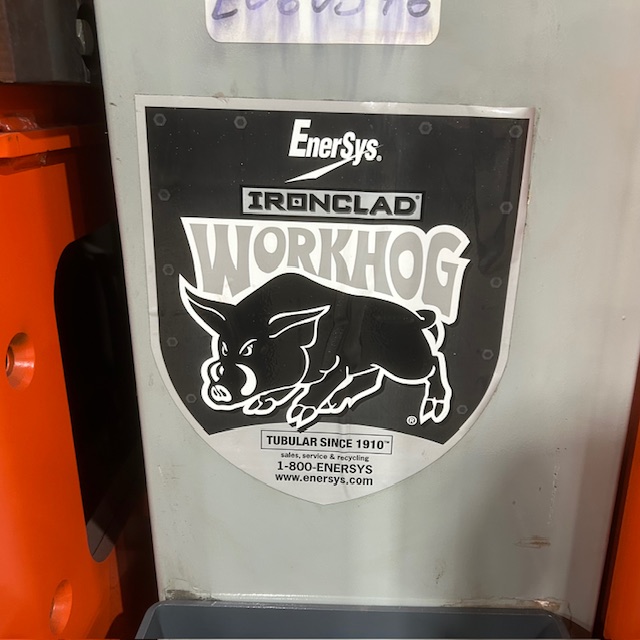 EnerSys®
IRONCLAD®
WORKHOG
®
TUBULAR SINCE 1910™
sales, service & recycling
1-800-ENERSYS
www.enersys.com